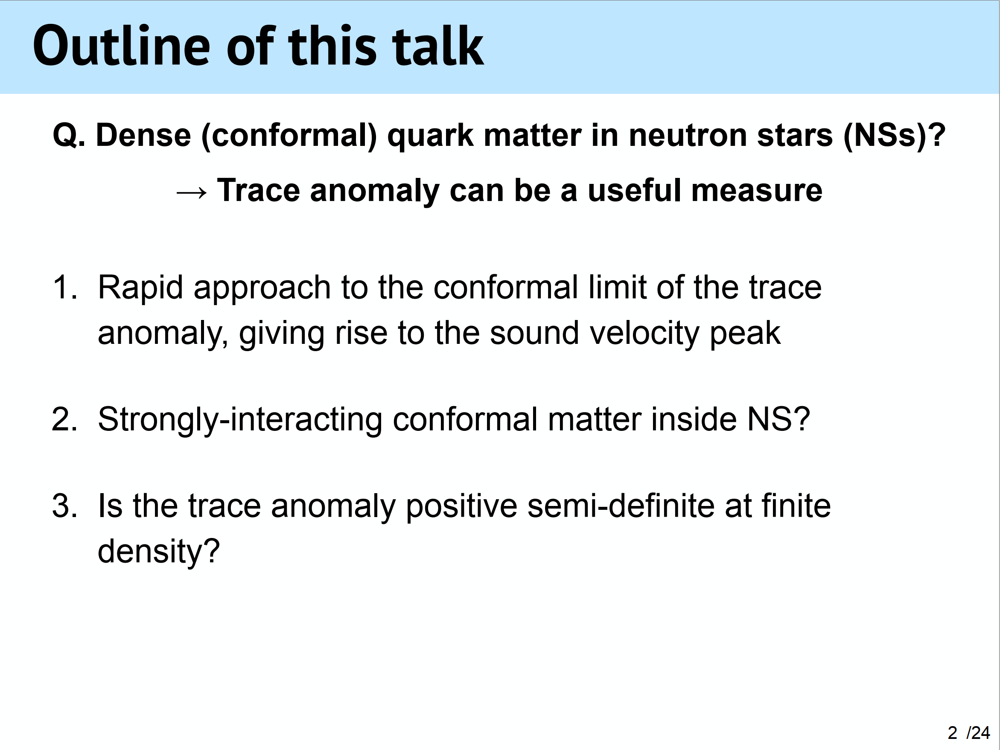 Outline of this talk
Q. Dense (conformal) quark matter in neutron stars (NSs)?
→ Trace anomaly can be a useful measure
1. Rapid approach to the conformal limit of the trace
anomaly, giving rise to the sound velocity peak
2. Strongly-interacting conformal matter inside NS?
3. Is the trace anomaly positive semi-definite at finite
density?
2 /24